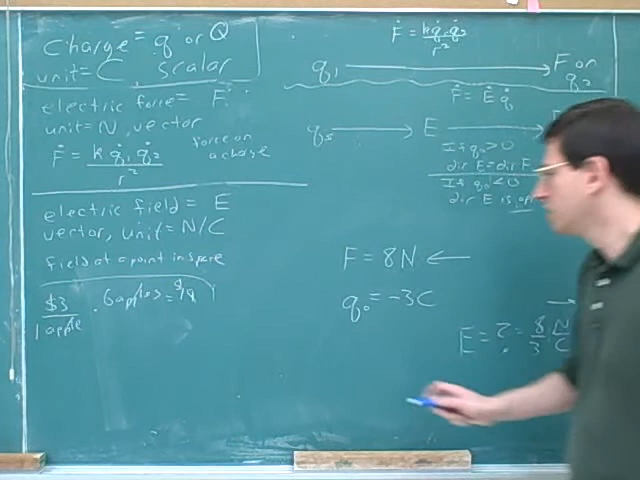 charge = q or Q
unit = C, scalar
electric force = F
unit = N, vector
F = k q₁ q₂ / r²
force on a charge
electric field = E
vector, unit = N/C
field at a point in space
$3 / 1 apple · 6 apples = $18
F = k q₁ q₂ / r²
q₁ → F on q₂
F = E q
qₛ → E →
If q₀ > 0
dir E = dir F
If q₀ < 0
dir E is opp
F = 8N ←
q₀ = -3C
→
E = ? = 8/3 N/C